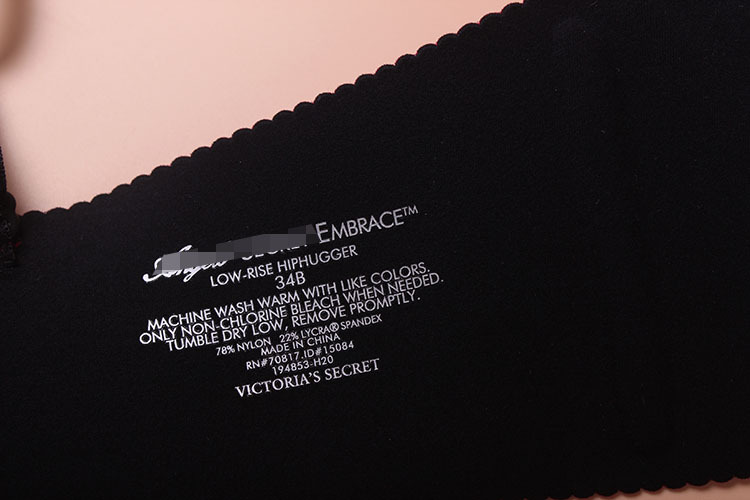 EMBRACE™
LOW-RISE HIPHUGGER
34B
MACHINE WASH WARM WITH LIKE COLORS.
ONLY NON-CHLORINE BLEACH WHEN NEEDED.
TUMBLE DRY LOW, REMOVE PROMPTLY.
78% NYLON 22% LYCRA® SPANDEX
MADE IN CHINA
RN#70817.ID#15084
194853-H20
VICTORIA'S SECRET